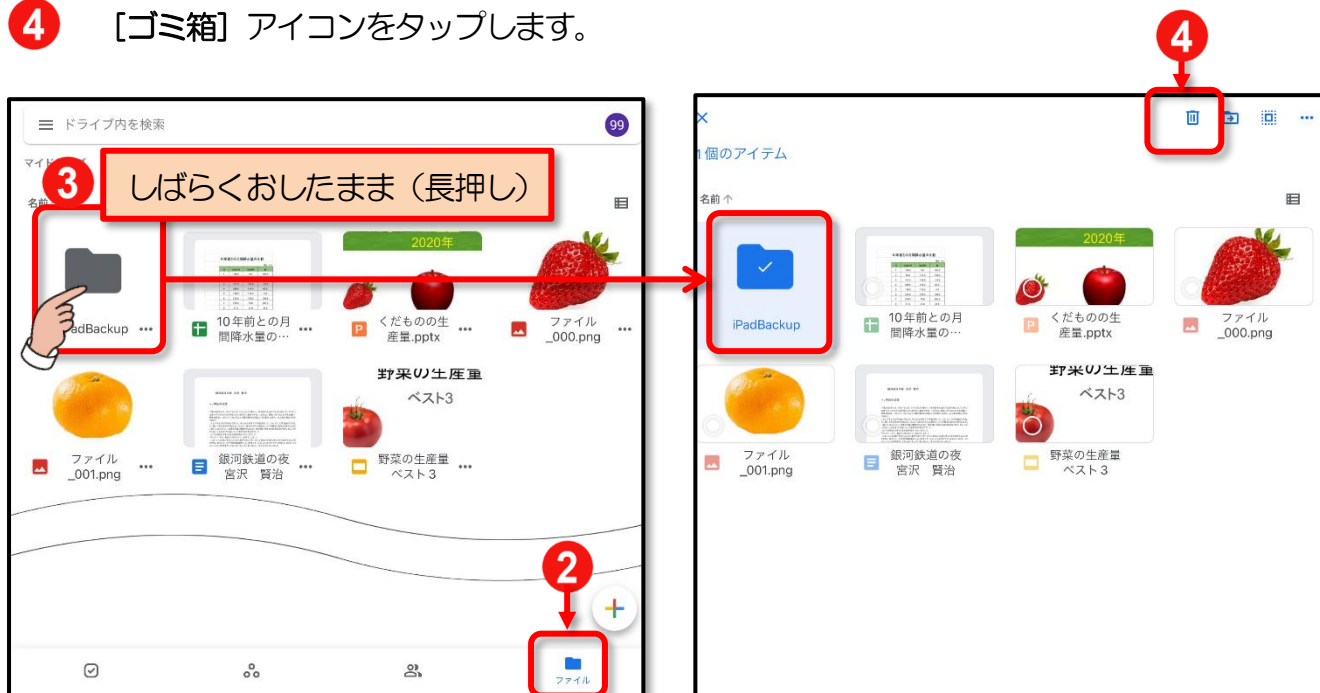 4 [ゴミ箱] アイコンをタップします。
4
ドライブ内を検索
99
マイド
3 しばらくおしたまま（長押し）
名前
2020年
adBackup
10年前との月
間降水量の…
くだものの生
産量.pptx
ファイル
_000.png
野菜の生産量
ベスト3
ファイル
_001.png
銀河鉄道の夜
宮沢 賢治
野菜の生産量
ベスト3
2
ファイル
個のアイテム
名前 ↑
2020年
iPadBackup
10年前との月
間降水量の…
くだものの生
産量.pptx
ファイル
_000.png
野菜の生産量
ベスト3
ファイル
_001.png
銀河鉄道の夜
宮沢 賢治
野菜の生産量
ベスト3